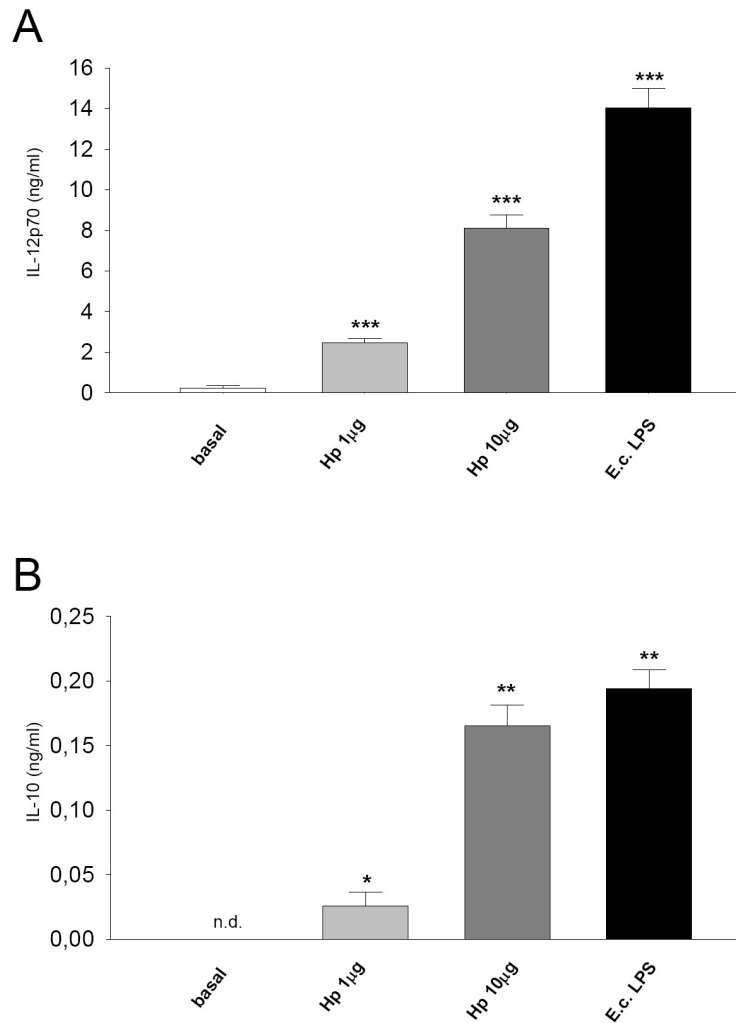 A
16
14
12
10
8
6
4
2
0
IL-12p70 (ng/ml)
***
***
***
basal
Hp 1µg
Hp 10µg
E.c. LPS
B
0,25
0,20
0,15
0,10
0,05
0,00
IL-10 (ng/ml)
n.d.
*
**
**
basal
Hp 1µg
Hp 10µg
E.c. LPS